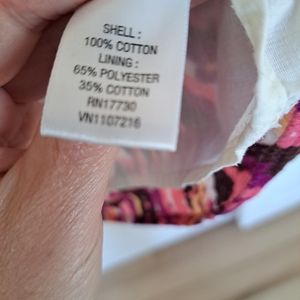 SHELL :
100% COTTON
LINING :
65% POLYESTER
35% COTTON
RN17730
VN1107216